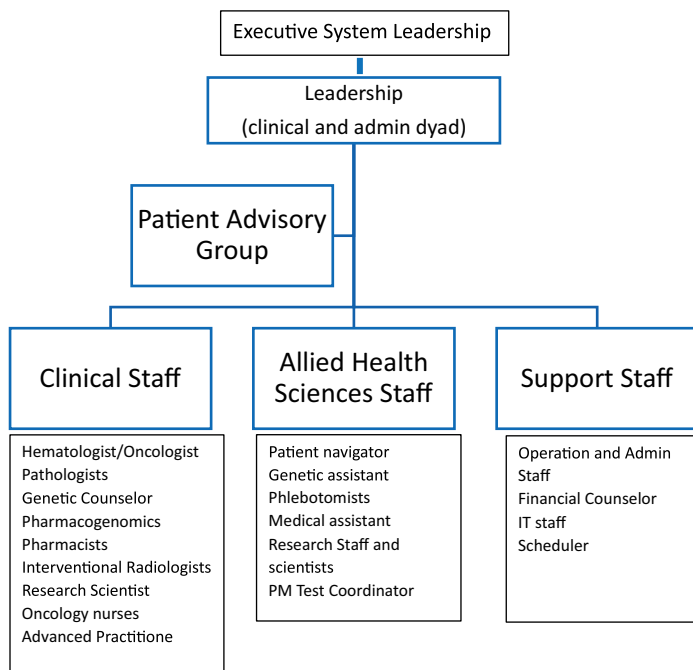 Executive System Leadership
Leadership
(clinical and admin dyad)
Patient Advisory
Group
Clinical Staff
Allied Health
Sciences Staff
Support Staff
Hematologist/Oncologist
Pathologists
Genetic Counselor
Pharmacogenomics
Pharmacists
Interventional Radiologists
Research Scientist
Oncology nurses
Advanced Practitione
Patient navigator
Genetic assistant
Phlebotomists
Medical assistant
Research Staff and
scientists
PM Test Coordinator
Operation and Admin
Staff
Financial Counselor
IT staff
Scheduler